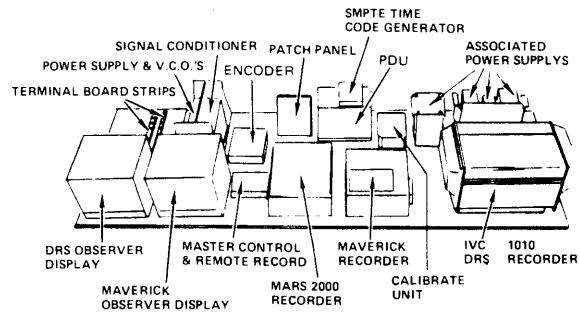 SMPTE TIME
CODE GENERATOR
SIGNAL CONDITIONER
PATCH PANEL
ASSOCIATED
POWER SUPPLYS
POWER SUPPLY & V.C.O.'S
ENCODER
PDU
TERMINAL BOARD STRIPS
DRS OBSERVER
DISPLAY
MASTER CONTROL
& REMOTE RECORD
MAVERICK
RECORDER
IVC 1010
DRS RECORDER
MAVERICK
OBSERVER DISPLAY
MARS 2000
RECORDER
CALIBRATE
UNIT